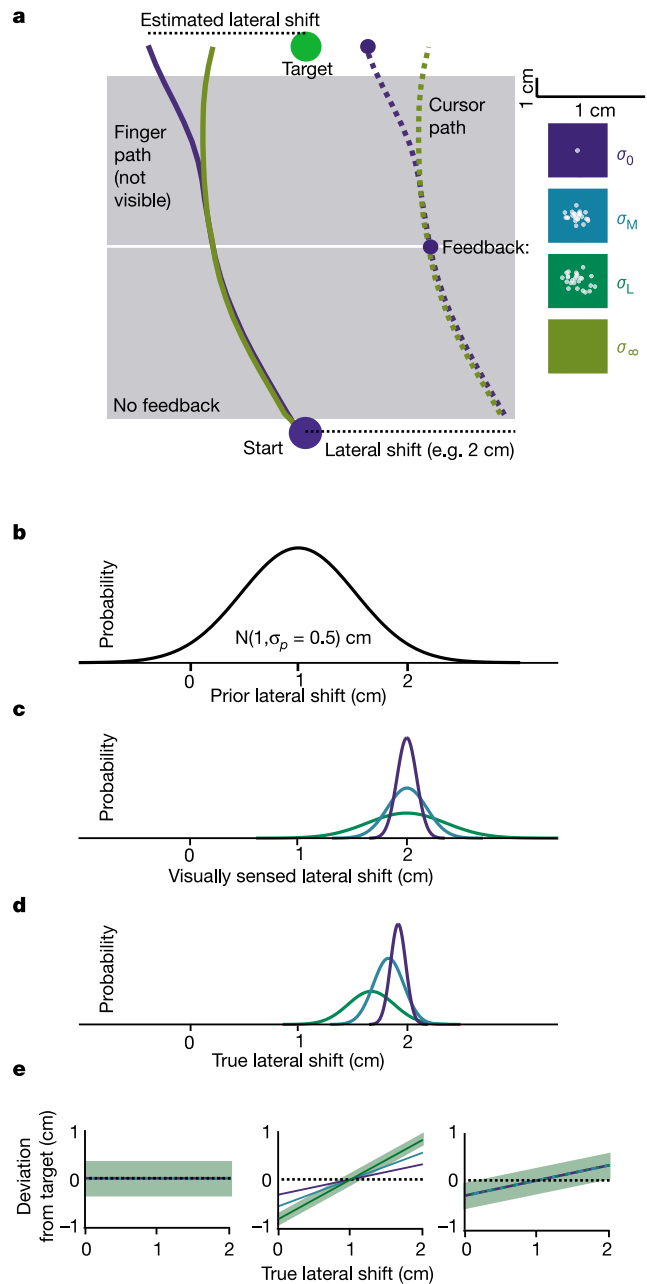 a
Estimated lateral shift
Target
Finger
path
(not
visible)
Cursor
path
1 cm
1 cm
σ0
Feedback:
σM
σL
σ∞
No feedback
Start
Lateral shift (e.g. 2 cm)
b
Probability
N(1,σp = 0.5) cm
0 1 2
Prior lateral shift (cm)
c
Probability
0 1 2
Visually sensed lateral shift (cm)
d
Probability
0 1 2
True lateral shift (cm)
e
Deviation
from target (cm)
1 1 1
0 0 0
−1 −1 −1
0 1 2 0 1 2 0 1 2
True lateral shift (cm)